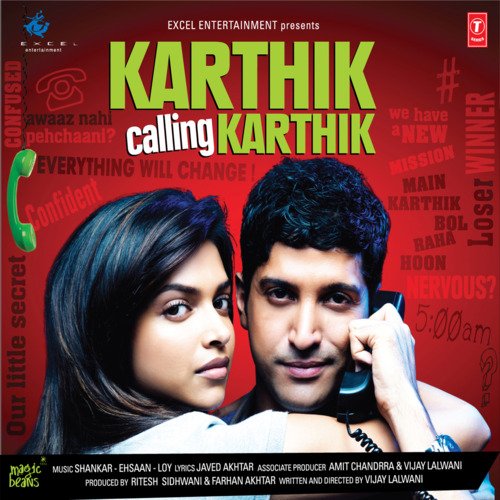 EXCEL ENTERTAINMENT presents
EXCEL
entertainment
T
T-SERIES
KARTHIK
calling KARTHIK
CONFUSED
awaaz nahi
pehchaani?
EVERYTHING WILL CHANGE !
Confident
Our little secret
we have
a NEW
MISSION
MAIN
KARTHIK
BOL
RAHA
HOON
NERVOUS?
5:00am
Loser WINNER
magic
beans
MUSIC SHANKAR - EHSAAN - LOY LYRICS JAVED AKHTAR ASSOCIATE PRODUCER AMIT CHANDRRA & VIJAY LALWANI
PRODUCED BY RITESH SIDHWANI & FARHAN AKHTAR WRITTEN AND DIRECTED BY VIJAY LALWANI